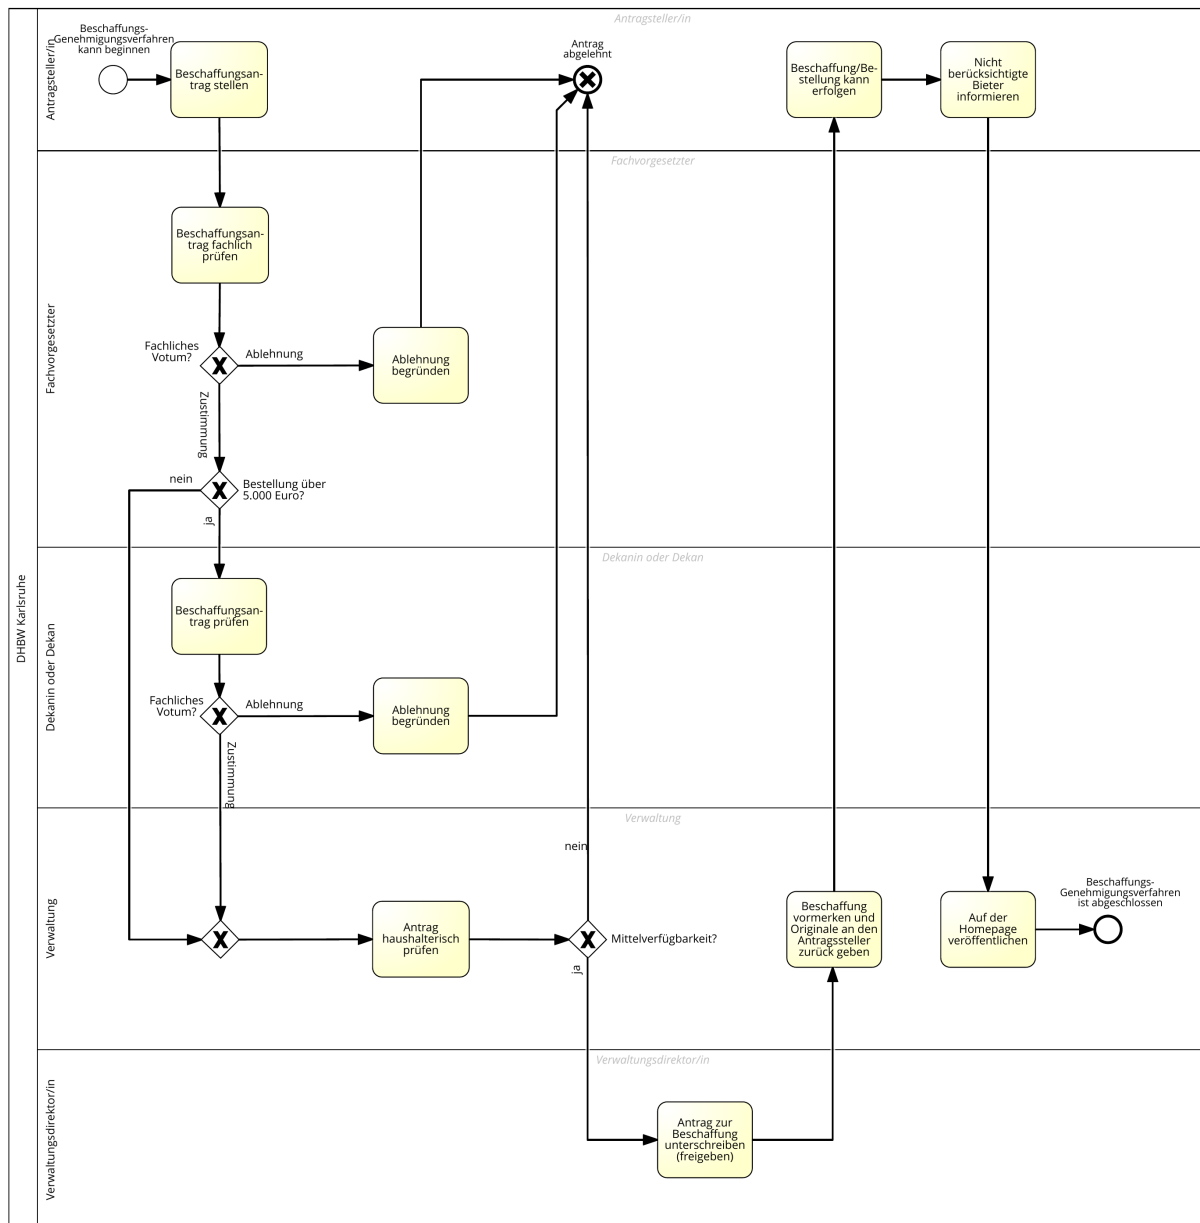 DHBW Karlsruhe
Antragsteller/in
Antragsteller/in
Beschaffungs-
Genehmigungsverfahren
kann beginnen
Beschaffungsan-
trag stellen
Antrag
abgelehnt
Beschaffung/Be-
stellung kann
erfolgen
Nicht
berücksichtigte
Bieter
informieren
Fachvorgesetzter
Fachvorgesetzter
Beschaffungsan-
trag fachlich
prüfen
Fachliches
Votum?
Ablehnung
Ablehnung
begründen
Zustimmung
nein
Bestellung über
5.000 Euro?
ja
Dekanin oder Dekan
Dekanin oder Dekan
Beschaffungsan-
trag prüfen
Fachliches
Votum?
Ablehnung
Ablehnung
begründen
Zustimmung
Verwaltung
Verwaltung
nein
Antrag
haushalterisch
prüfen
Mittelverfügbarkeit?
ja
Beschaffung
vormerken und
Originale an den
Antragssteller
zurück geben
Auf der
Homepage
veröffentlichen
Beschaffungs-
Genehmigungsverfahren
ist abgeschlossen
Verwaltungsdirektor/in
Verwaltungsdirektor/in
Antrag zur
Beschaffung
unterschreiben
(freigeben)